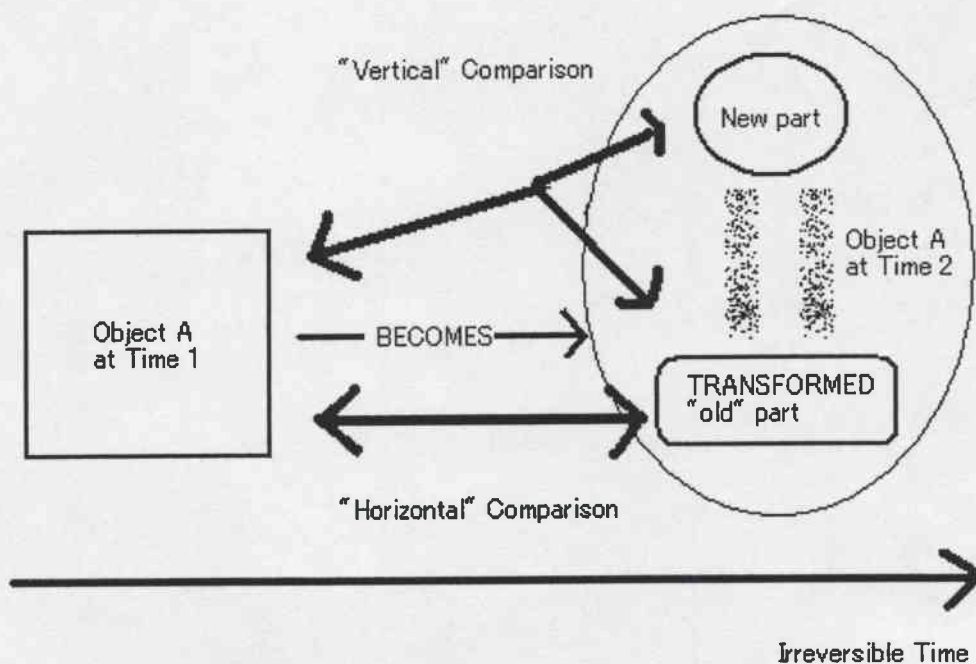 "Vertical" Comparison
New part
Object A
at Time 2
Object A
at Time 1
BECOMES
TRANSFORMED
"old" part
"Horizontal" Comparison
Irreversible Time